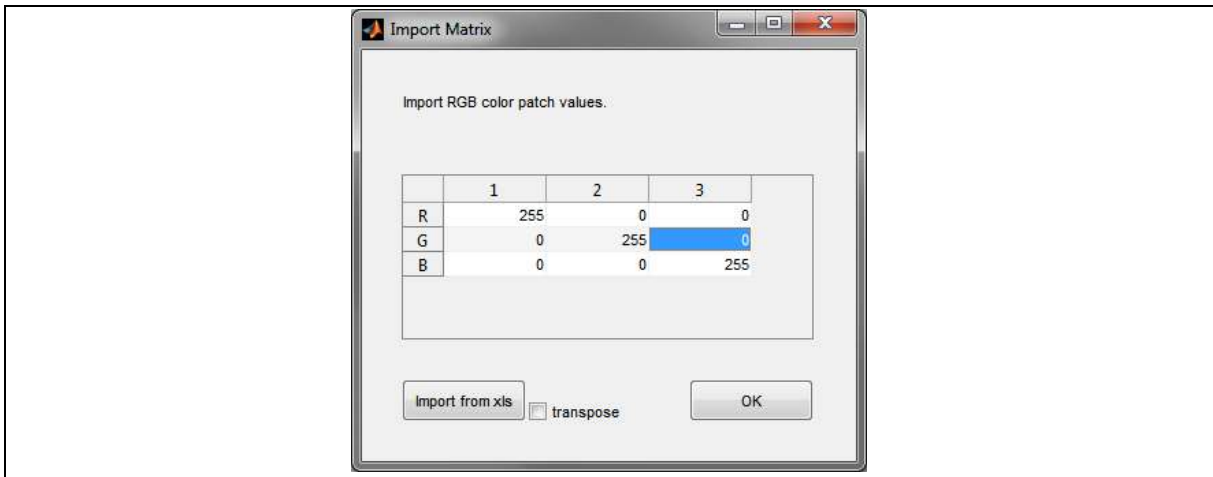 Import Matrix
Import RGB color patch values.
1 2 3
R 255 0 0
G 0 255 0
B 0 0 255
Import from xls transpose OK